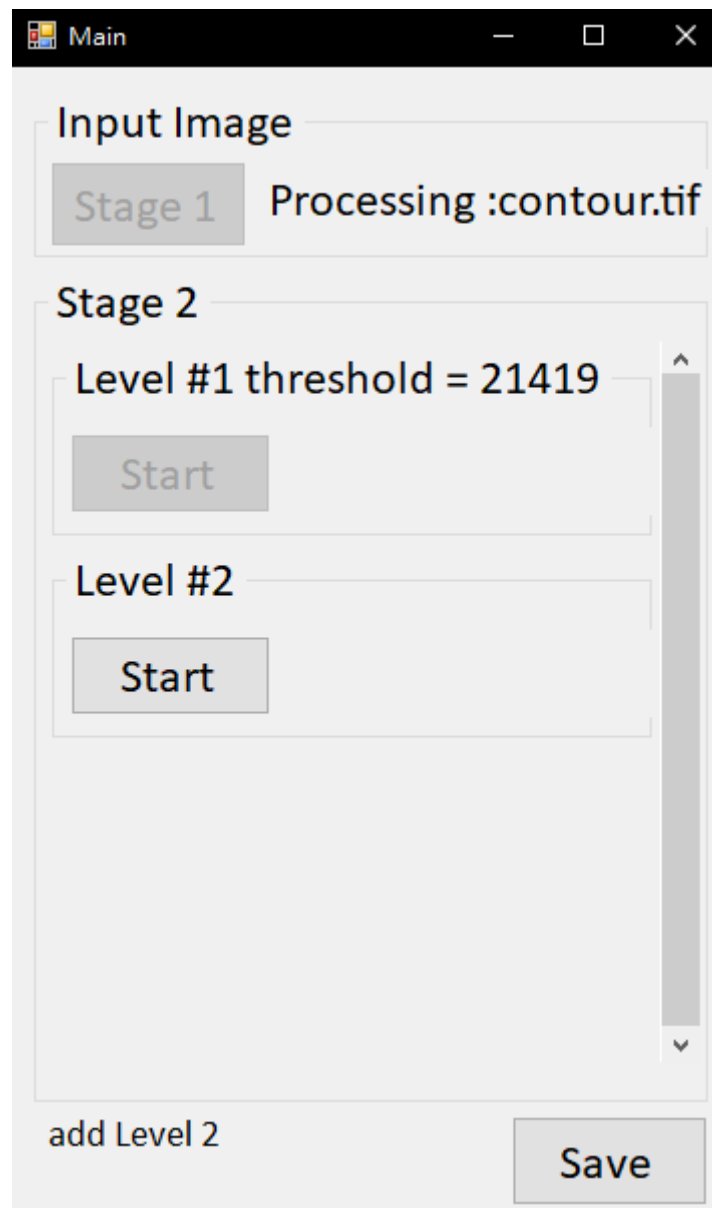 Main
Input Image
Stage 1 Processing :contour.tif
Stage 2
Level #1 threshold = 21419
Start
Level #2
Start
add Level 2
Save